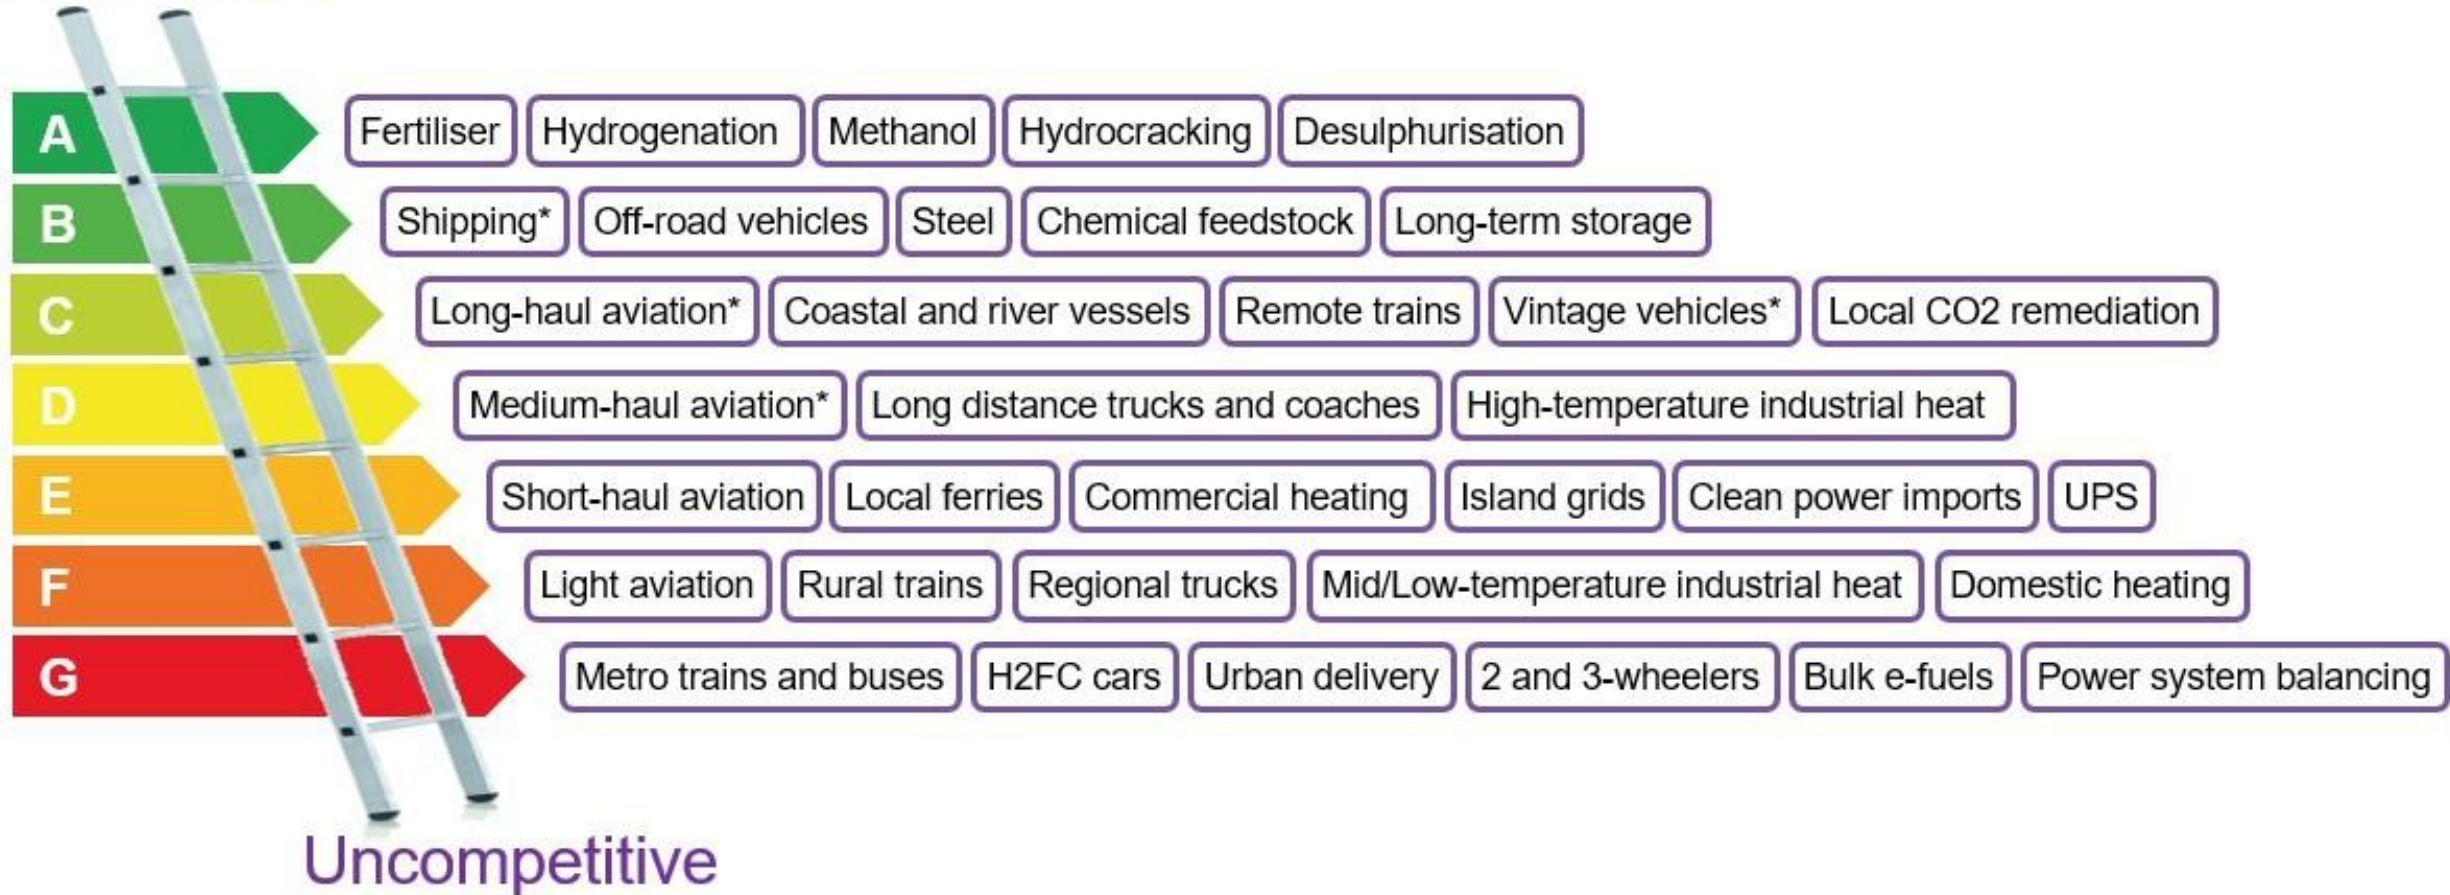 A Fertiliser Hydrogenation Methanol Hydrocracking Desulphurisation
B Shipping* Off-road vehicles Steel Chemical feedstock Long-term storage
C Long-haul aviation* Coastal and river vessels Remote trains Vintage vehicles* Local CO2 remediation
D Medium-haul aviation* Long distance trucks and coaches High-temperature industrial heat
E Short-haul aviation Local ferries Commercial heating Island grids Clean power imports UPS
F Light aviation Rural trains Regional trucks Mid/Low-temperature industrial heat Domestic heating
G Metro trains and buses H2FC cars Urban delivery 2 and 3-wheelers Bulk e-fuels Power system balancing
Uncompetitive